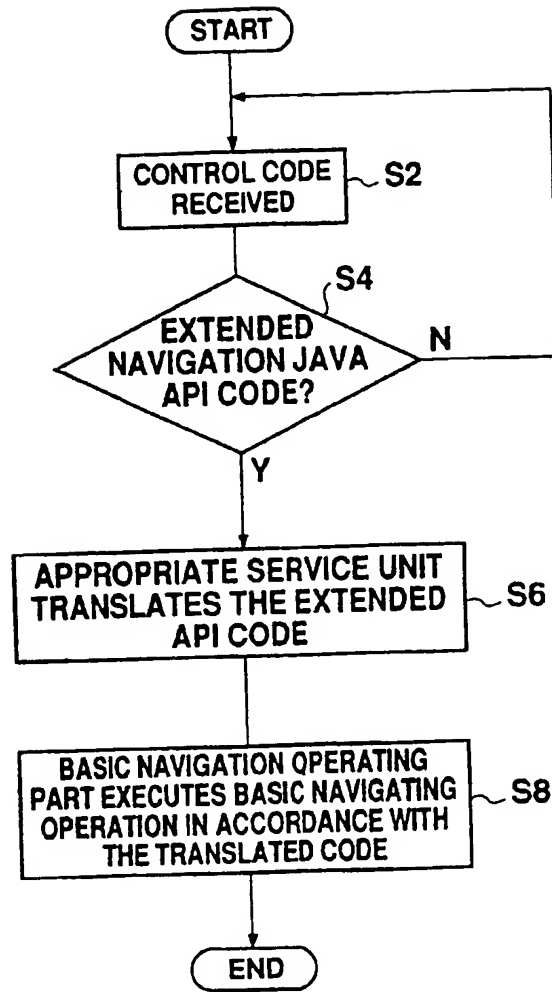 START
CONTROL CODE
RECEIVED
S2
S4
EXTENDED
NAVIGATION JAVA
API CODE?
N
Y
APPROPRIATE SERVICE UNIT
TRANSLATES THE EXTENDED
API CODE
S6
BASIC NAVIGATION OPERATING
PART EXECUTES BASIC NAVIGATING
OPERATION IN ACCORDANCE WITH
THE TRANSLATED CODE
S8
END